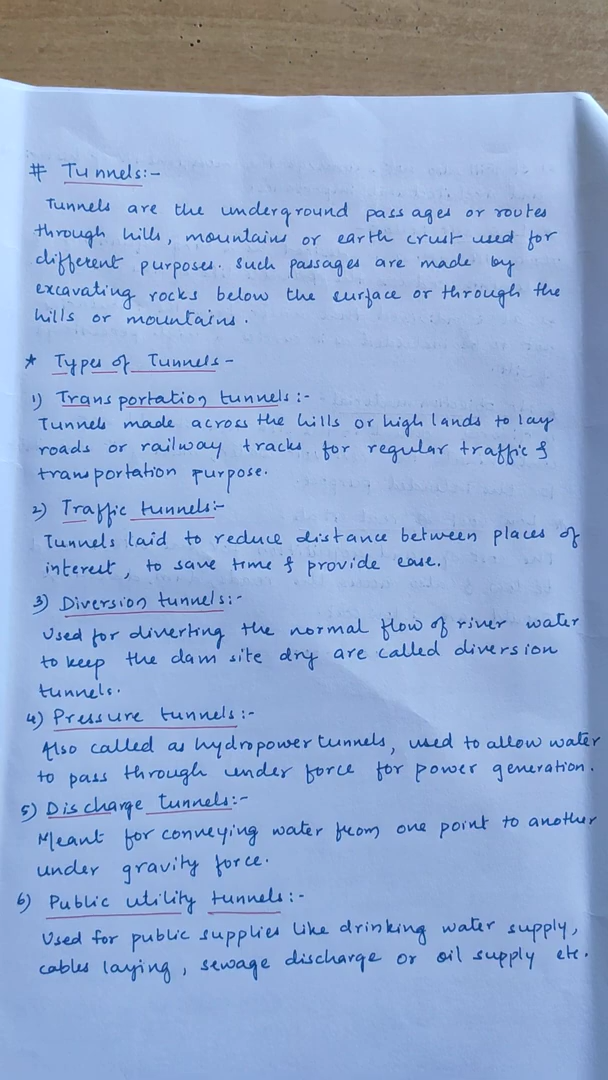 # Tunnels:-
Tunnels are the underground passages or routes
through hills, mountains or earth crust used for
different purposes. Such passages are made by
excavating rocks below the surface or through the
hills or mountains.
* Types of Tunnels -
1) Transportation tunnels:-
Tunnels made across the hills or high lands to lay
roads or railway tracks for regular traffic &
transportation purpose.
2) Traffic tunnels:-
Tunnels laid to reduce distance between places of
interest, to save time & provide ease.
3) Diversion tunnels:-
Used for diverting the normal flow of river water
to keep the dam site dry are called diversion
tunnels.
4) Pressure tunnels:-
Also called as hydropower tunnels, used to allow water
to pass through under force for power generation.
5) Discharge tunnels:-
Meant for conveying water from one point to another
under gravity force.
6) Public utility tunnels:-
Used for public supplies like drinking water supply,
cables laying, sewage discharge or oil supply etc.